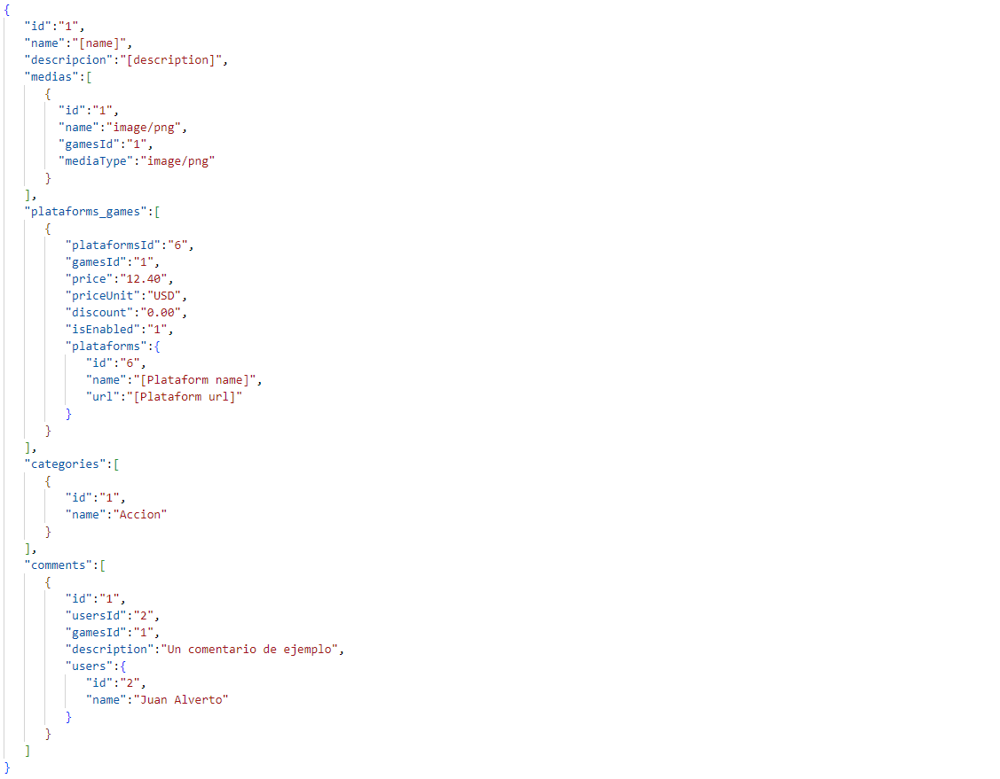 {
"id":"1",
"name":"[name]",
"descripcion":"[description]",
"medias":[
{
"id":"1",
"name":"image/png",
"gamesId":"1",
"mediaType":"image/png"
}
],
"plataforms_games":[
{
"plataformsId":"6",
"gamesId":"1",
"price":"12.40",
"priceUnit":"USD",
"discount":"0.00",
"isEnabled":"1",
"plataforms":{
"id":"6",
"name":"[Plataform name]",
"url":"[Plataform url]"
}
}
],
"categories":[
{
"id":"1",
"name":"Accion"
}
],
"comments":[
{
"id":"1",
"usersId":"2",
"gamesId":"1",
"description":"Un comentario de ejemplo",
"users":{
"id":"2",
"name":"Juan Alverto"
}
}
]
}